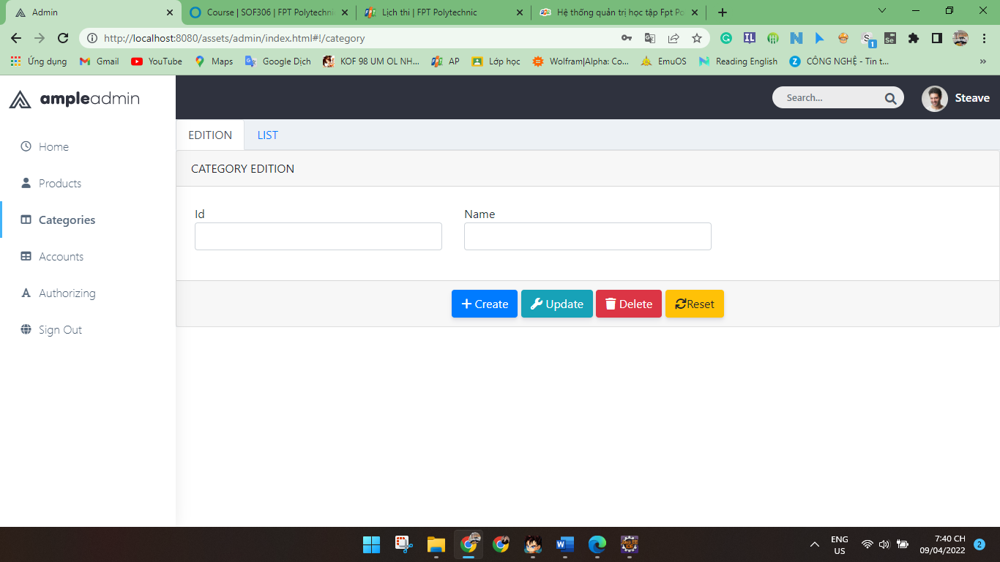 Admin
Course | SOF306 | FPT Polytechni
Lịch thi | FPT Polytechnic
Hệ thống quản trị học tập Fpt Po
http://localhost:8080/assets/admin/index.html#!/category
Ứng dụng
Gmail
YouTube
Maps
Google Dịch
KOF 98 UM OL NH...
AP
Lớp học
Wolfram|Alpha: Co...
EmuOS
Reading English
CÔNG NGHỆ - Tin t...
»
ampleadmin
Search...
Steave
Home
Products
Categories
Accounts
Authorizing
Sign Out
EDITION
LIST
CATEGORY EDITION
Id
Name
Create
Update
Delete
Reset
ENG
US
7:40 CH
09/04/2022
2